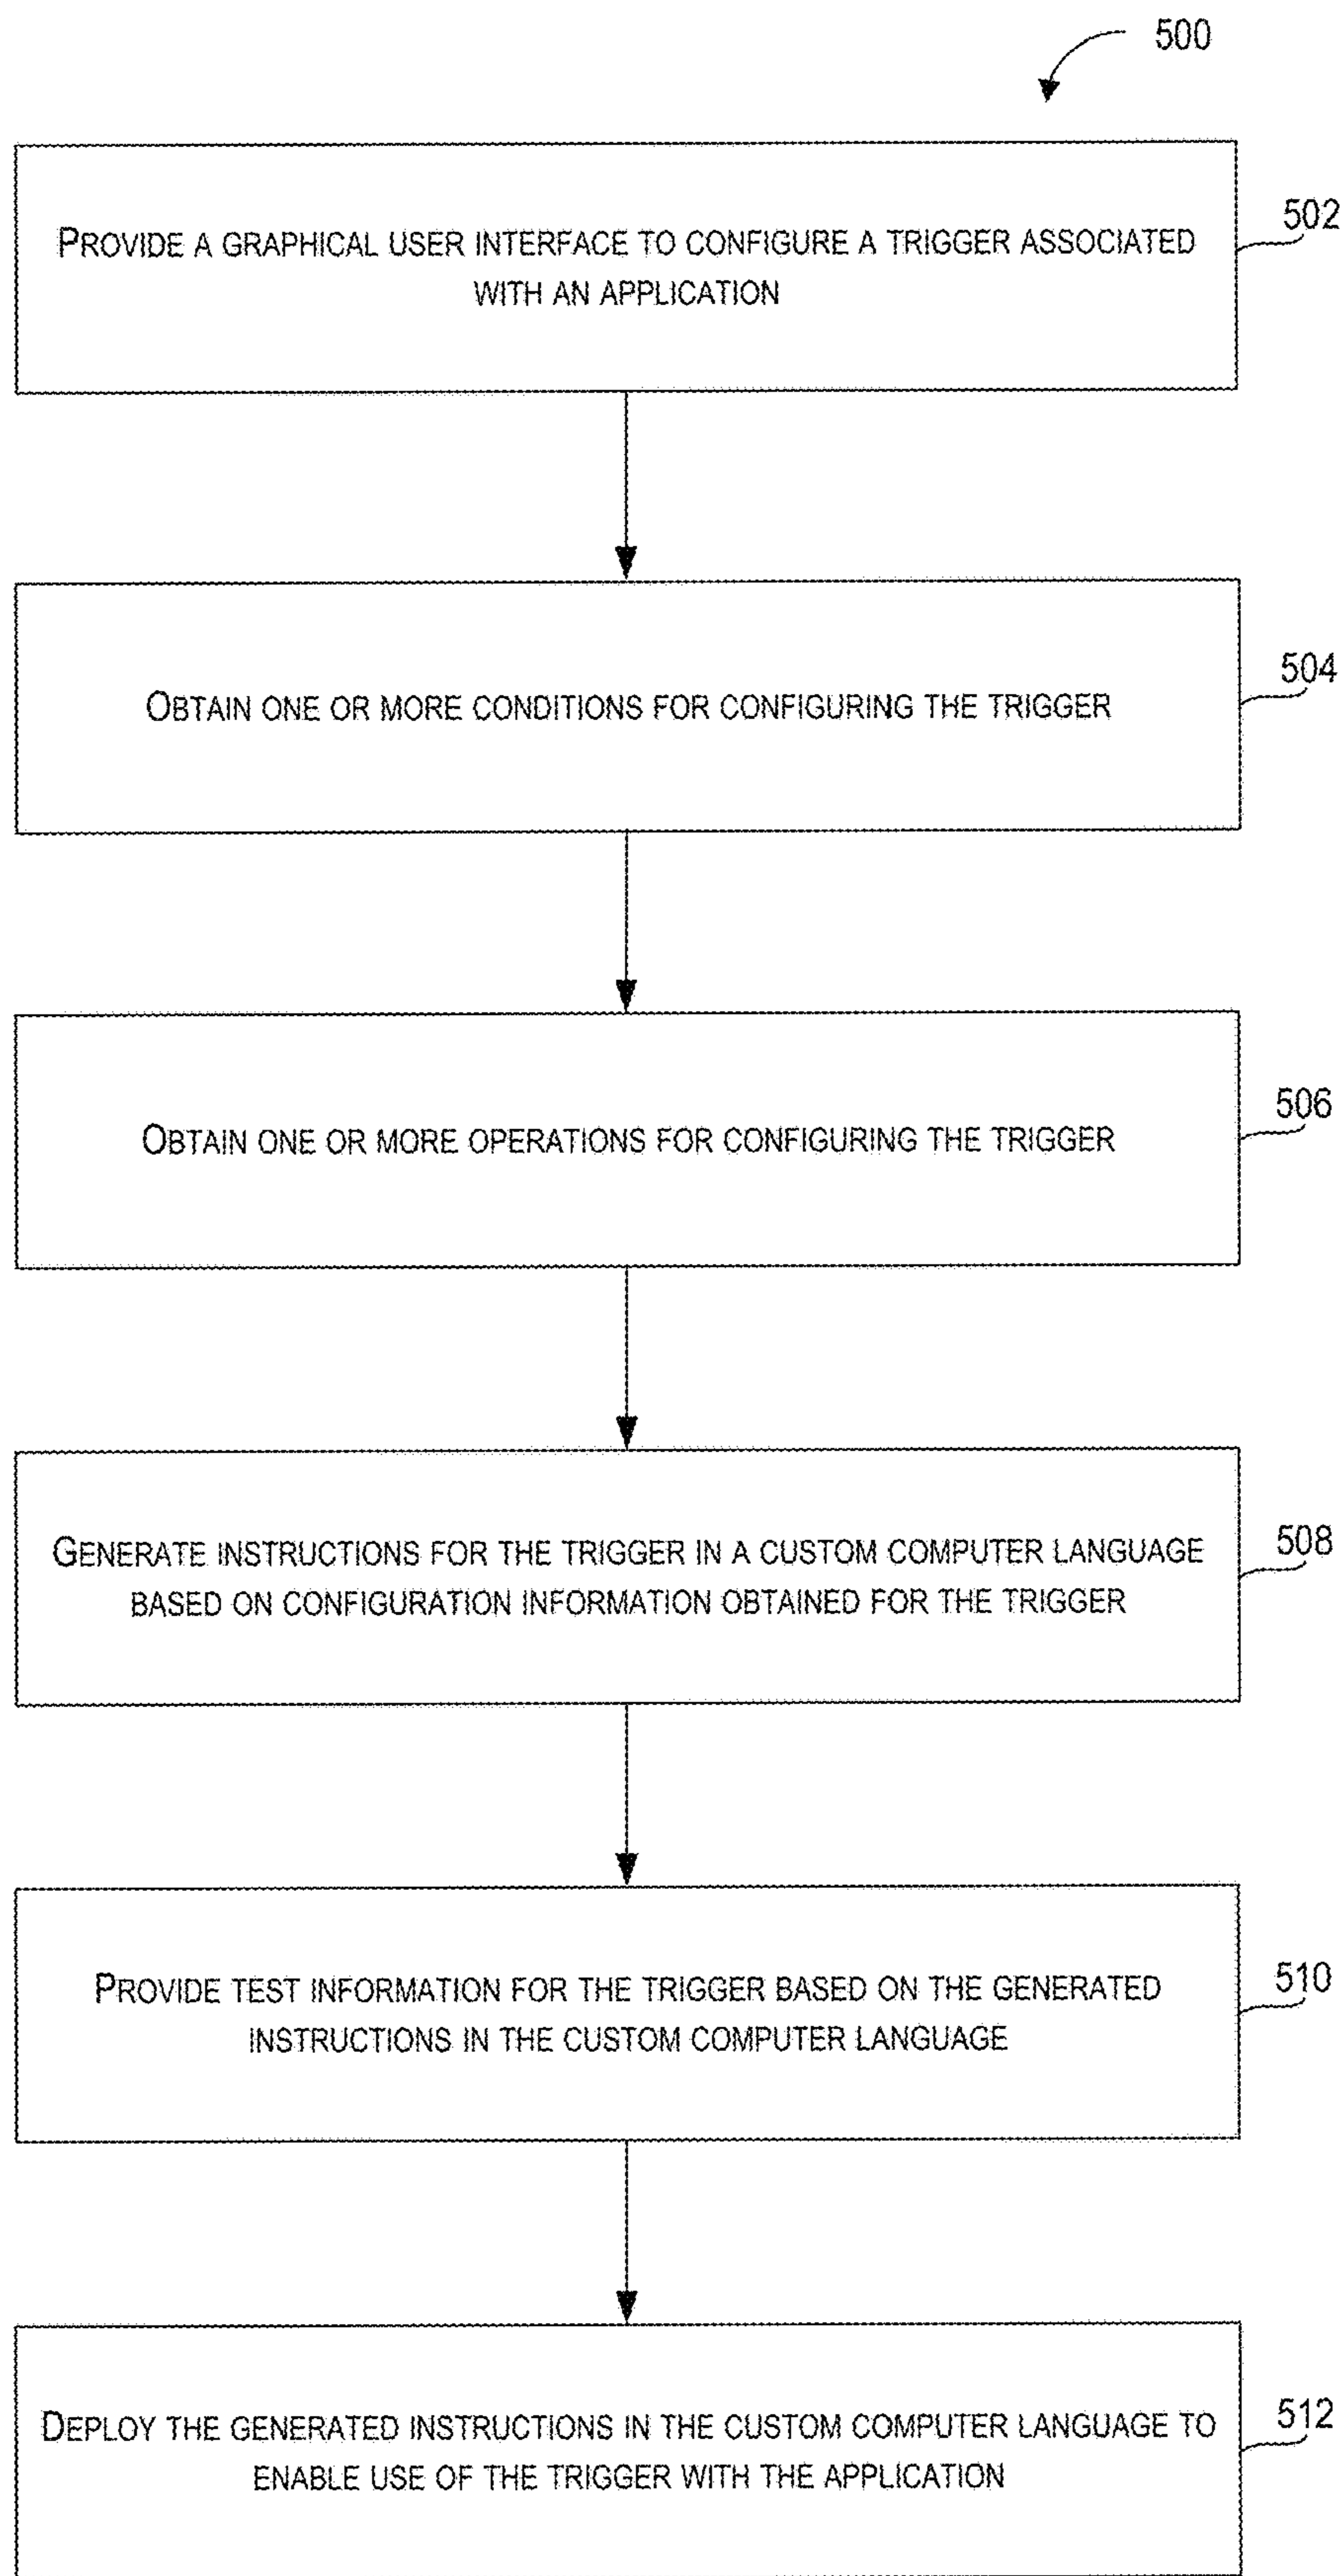 500
PROVIDE A GRAPHICAL USER INTERFACE TO CONFIGURE A TRIGGER ASSOCIATED
WITH AN APPLICATION
502
OBTAIN ONE OR MORE CONDITIONS FOR CONFIGURING THE TRIGGER
504
OBTAIN ONE OR MORE OPERATIONS FOR CONFIGURING THE TRIGGER
506
GENERATE INSTRUCTIONS FOR THE TRIGGER IN A CUSTOM COMPUTER LANGUAGE
BASED ON CONFIGURATION INFORMATION OBTAINED FOR THE TRIGGER
508
PROVIDE TEST INFORMATION FOR THE TRIGGER BASED ON THE GENERATED
INSTRUCTIONS IN THE CUSTOM COMPUTER LANGUAGE
510
DEPLOY THE GENERATED INSTRUCTIONS IN THE CUSTOM COMPUTER LANGUAGE TO
ENABLE USE OF THE TRIGGER WITH THE APPLICATION
512